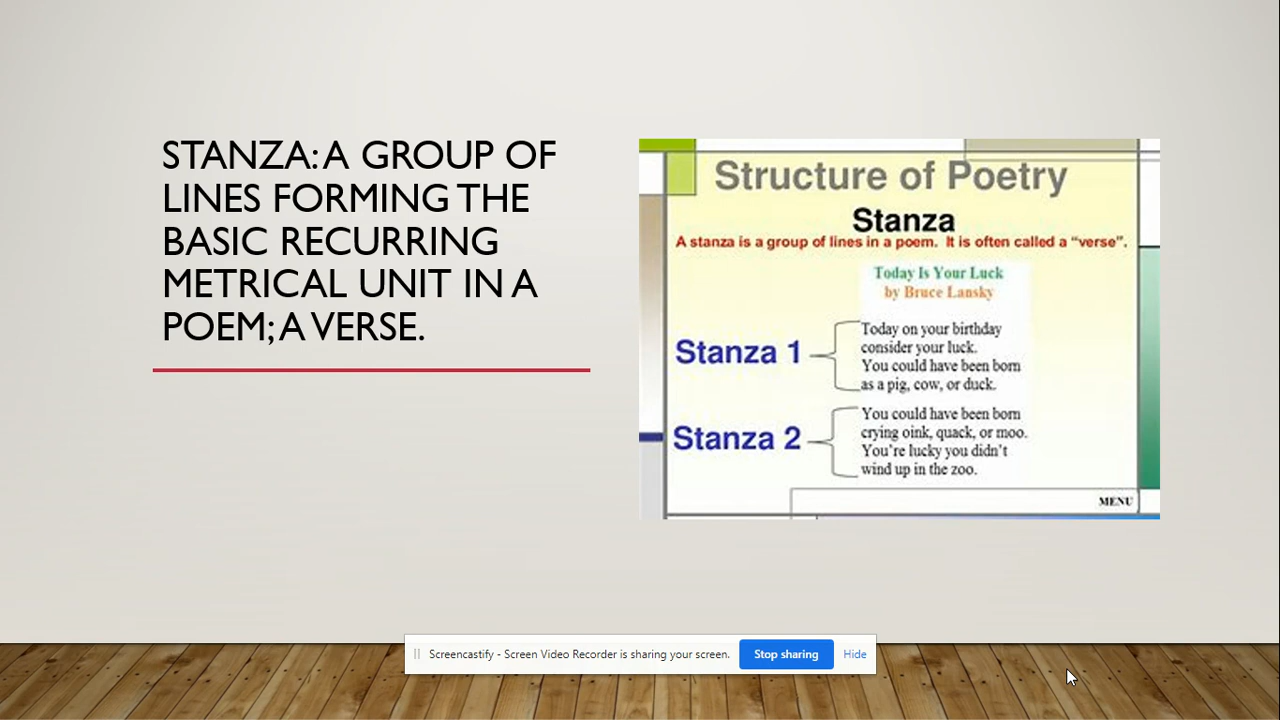 STANZA: A GROUP OF
LINES FORMING THE
BASIC RECURRING
METRICAL UNIT IN A
POEM; A VERSE.
Structure of Poetry
Stanza
A stanza is a group of lines in a poem. It is often called a “verse”.
Today Is Your Luck
by Bruce Lansky
Stanza 1
Today on your birthday
consider your luck.
You could have been born
as a pig, cow, or duck.
Stanza 2
You could have been born
crying oink, quack, or moo.
You’re lucky you didn’t
wind up in the zoo.
MENU
Screencastify - Screen Video Recorder is sharing your screen.
Stop sharing
Hide